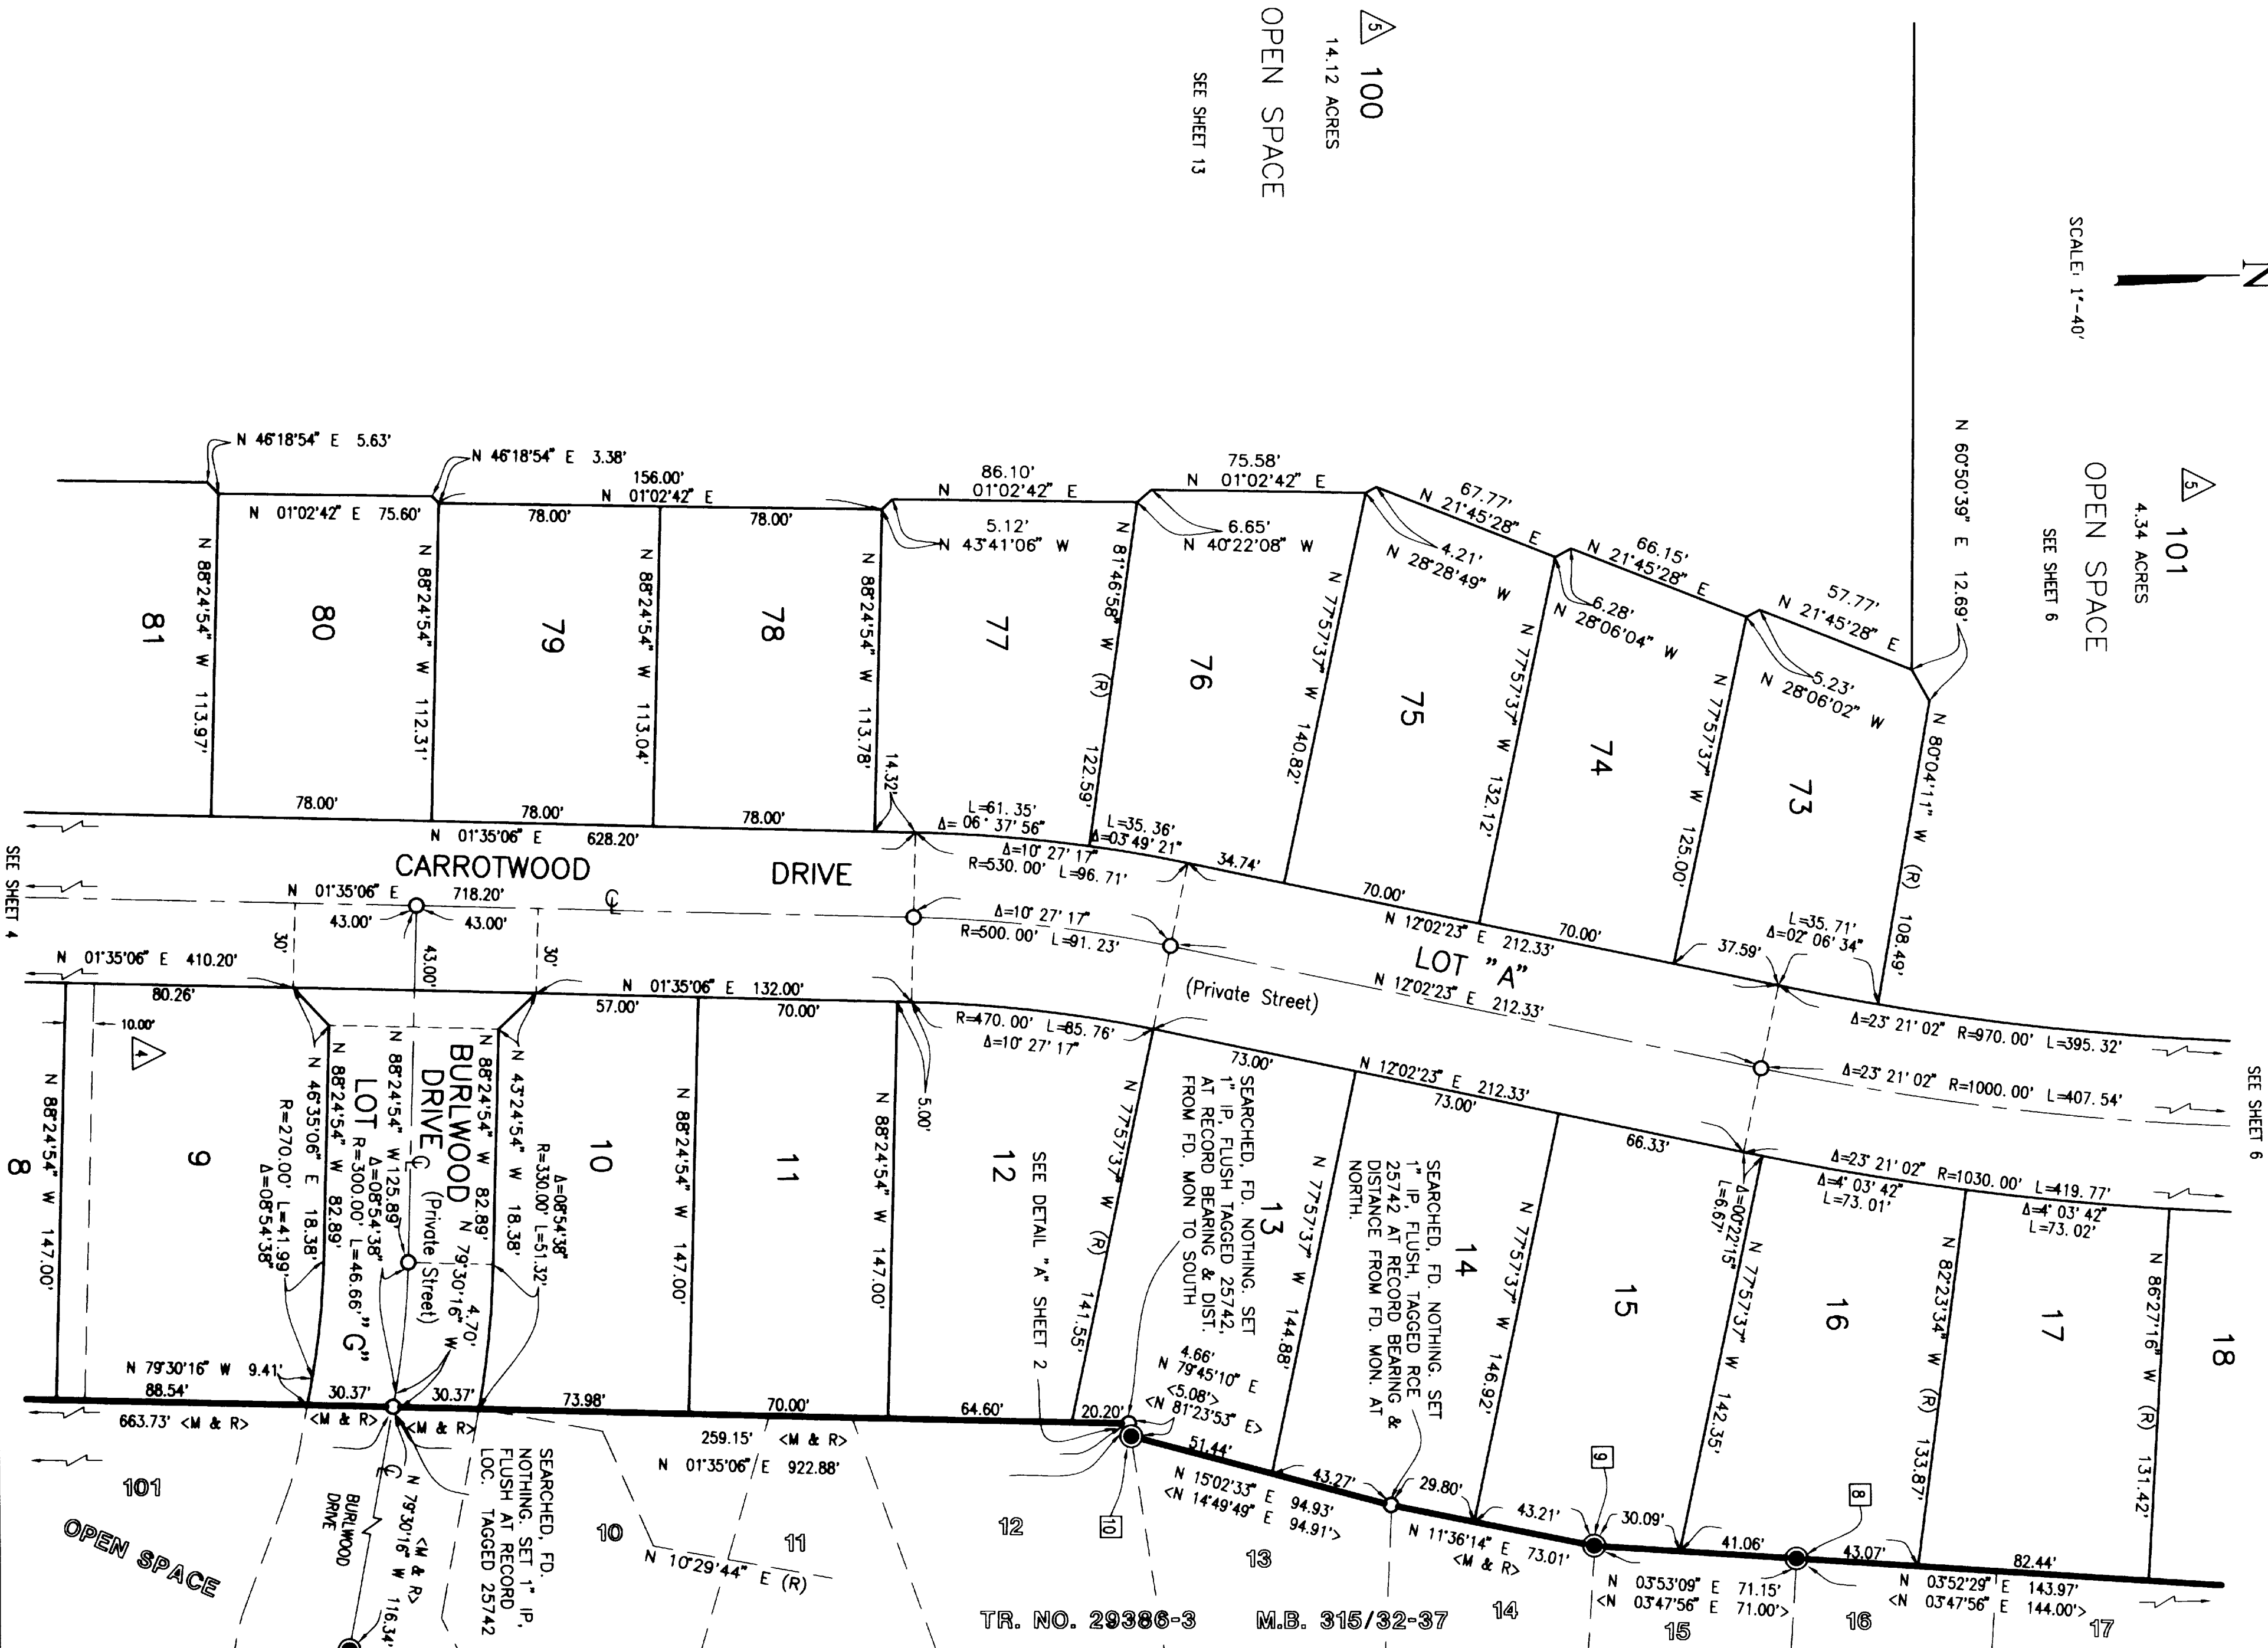 N
SCALE: 1"-40'
5
100
14.12 ACRES
OPEN SPACE
SEE SHEET 13
5
101
4.34 ACRES
OPEN SPACE
SEE SHEET 6
N 60°50'39" E 12.69'
N 46°18'54" E 5.63'
N 46°18'54" E 3.38'
156.00'
N 01°02'42" E
N 01°02'42" E 75.60'
78.00'
78.00'
86.10'
N 01°02'42" E
5.12'
N 43°41'06" W
75.58'
N 01°02'42" E
6.65'
N 40°22'08" W
67.77'
N 21°45'28" E
4.21'
N 28°28'49" W
66.15'
N 21°45'28" E
6.28'
N 28°06'04" W
57.77'
N 21°45'28" E
5.23'
N 28°06'02" W
81
N 88°24'54" W 113.97'
80
N 88°24'54" W 112.31'
79
N 88°24'54" W 113.04'
78
N 88°24'54" W 113.78'
77
N 81°46'58" W (R) 122.59'
76
N 77°57'37" W 140.82'
75
N 77°57'37" W 132.12'
74
N 77°57'37" W 125.00'
73
N 80°04'11" W (R) 108.49'
78.00'
78.00'
78.00'
14.32'
N 01°35'06" E 628.20'
L=61.35'
Δ= 06° 37' 56"
L=35.36'
Δ=03°49' 21"
Δ=10° 27' 17"
R=530.00' L=96.71'
34.74'
70.00'
N 12°02'23" E 212.33'
70.00'
37.59'
L=35.71'
Δ=02° 06' 34"
Δ=23° 21' 02" R=970.00' L=395.32'
CARROTWOOD DRIVE
SEE SHEET 4
SEE SHEET 6
N 01°35'06" E 718.20'
43.00'
43.00'
43.00'
30'
30'
℄
Δ=10° 27' 17"
R=500.00' L=91.23'
LOT "A"
(Private Street)
N 12°02'23" E 212.33'
Δ=23° 21' 02" R=1000.00' L=407.54'
N 01°35'06" E 410.20'
80.26'
10.00'
4
N 01°35'06" E 132.00'
57.00'
70.00'
5.00'
R=470.00' L=85.76'
Δ=10° 27' 17"
73.00'
N 12°02'23" E 212.33'
73.00'
66.33'
Δ=23° 21' 02" R=1030.00' L=419.77'
Δ=00°22'15"
L=6.67'
Δ=4° 03' 42"
L=73.01'
Δ=4° 03' 42"
L=73.02'
8
N 88°24'54" W 147.00'
9
N 46°35'06" E 18.38'
R=270.00' L=41.99'
Δ=08°54'38"
N 88°24'54" W 82.89'
LOT "G"
R=300.00' L=46.66'
Δ=08°54'38"
N 88°24'54" W 125.89'
BURLWOOD
DRIVE
℄
(Private Street)
N 79°30'16" W
4.70'
N 88°24'54" W 82.89'
N 43°24'54" W 18.38'
R=330.00' L=51.32'
Δ=08°54'38"
10
N 88°24'54" W 147.00'
11
N 88°24'54" W 147.00'
12
SEE DETAIL "A" SHEET 2
N 77°57'37" W (R) 141.55'
13
SEARCHED, FD. NOTHING. SET
1" IP, FLUSH TAGGED 25742,
AT RECORD BEARING & DIST.
FROM FD. MON TO SOUTH
N 77°57'37" W 144.88'
14
SEARCHED, FD. NOTHING. SET
1" IP, FLUSH, TAGGED RCE
25742 AT RECORD BEARING &
DISTANCE FROM FD. MON. AT
NORTH.
N 77°57'37" W 146.92'
15
N 77°57'37" W 142.35'
16
N 82°23'34" W (R) 133.87'
17
N 86°27'16" W (R) 131.42'
18
N 79°30'16" W 9.41'
88.54'
663.73' <M & R>
30.37'
<M & R>
30.37'
<M & R>
73.98'
70.00'
259.15' <M & R>
N 01°35'06" E 922.88'
64.60'
20.20'
4.66'
N 79°45'10" E
<5.08'>
<N 81°23'53" E>
51.44'
N 15°02'33" E 94.93'
<N 14°49'49" E 94.91'>
43.27'
29.80'
43.21'
N 11°36'14" E 73.01'
<M & R>
30.09'
41.06'
N 03°53'09" E 71.15'
<N 03°47'56" E 71.00'>
43.07'
82.44'
N 03°52'29" E 143.97'
<N 03°47'56" E 144.00'>
10
9
8
101
OPEN SPACE
BURLWOOD
DRIVE
℄
N 79°30'16" W 116.34'
<M & R>
SEARCHED, FD.
NOTHING. SET 1" IP,
FLUSH AT RECORD
LOC. TAGGED 25742
10
11
N 10°29'44" E (R)
12
13
14
15
16
17
TR. NO. 29386-3 M.B. 315/32-37